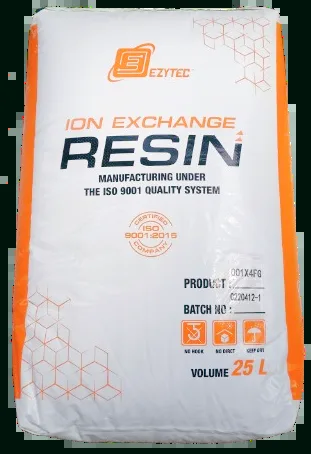 EZYTEC
ION EXCHANGE
RESIN
MANUFACTURING UNDER
THE ISO 9001 QUALITY SYSTEM
CERTIFIED
ISO
9001:2015
COMPANY
PRODUCT : 001X4FG
BATCH NO : C220412-1
NO HOOK
NO DIRCT
KEEP DRY
VOLUME 25 L